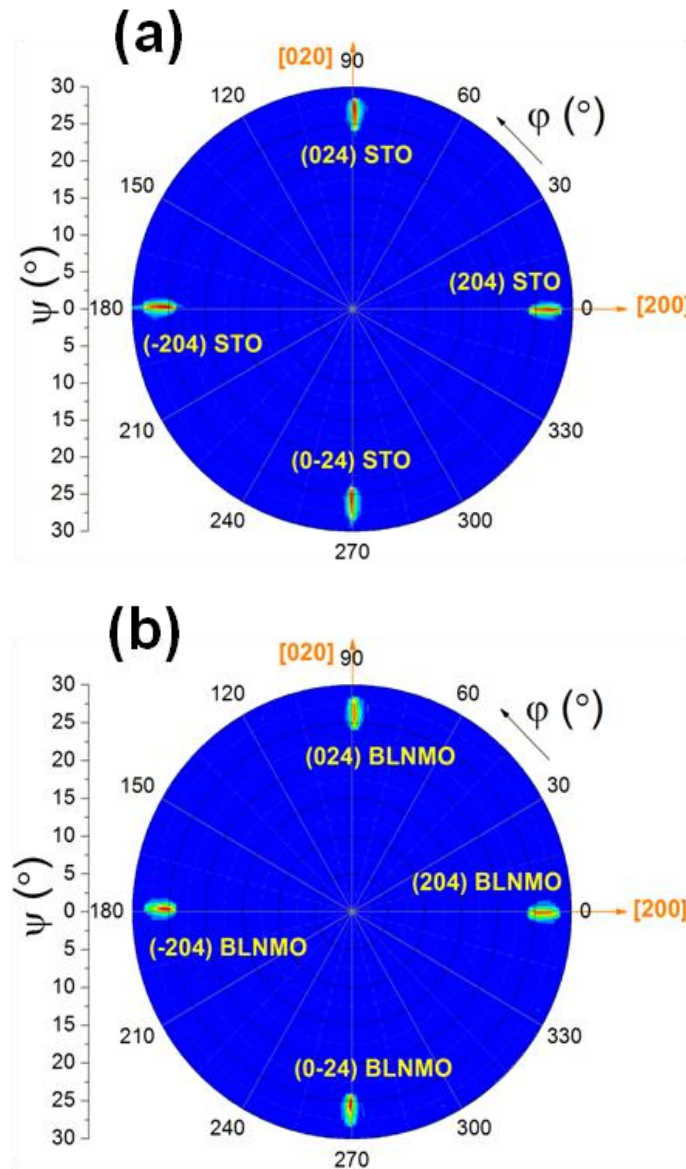 (a)
[020]
90
120 60
φ (°)
(024) STO
150 30
(204) STO
180 0 [200]
(-204) STO
210 330
(0-24) STO
240 300
270
ψ (°)
30
25
20
15
10
5
0
5
10
15
20
25
30
(b)
[020]
90
120 60
φ (°)
(024) BLNMO
150 30
(204) BLNMO
180 0 [200]
(-204) BLNMO
210 330
(0-24) BLNMO
240 300
270
ψ (°)
30
25
20
15
10
5
0
5
10
15
20
25
30